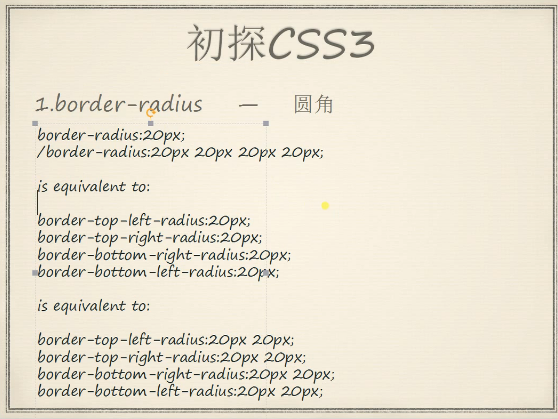 初探CSS3
1.border-radius — 圆角
border-radius:20px;
/border-radius:20px 20px 20px 20px;
is equivalent to:
border-top-left-radius:20px;
border-top-right-radius:20px;
border-bottom-right-radius:20px;
border-bottom-left-radius:20px;
is equivalent to:
border-top-left-radius:20px 20px;
border-top-right-radius:20px 20px;
border-bottom-right-radius:20px 20px;
border-bottom-left-radius:20px 20px;